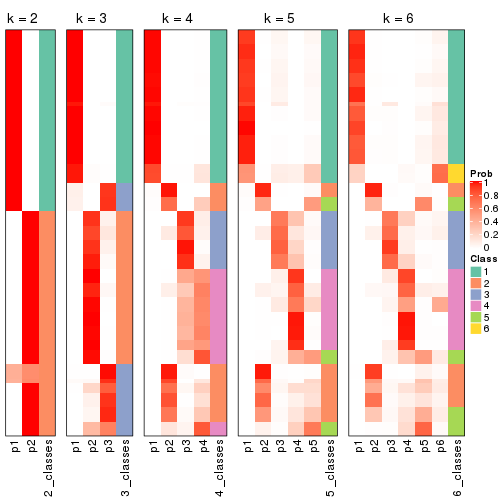 k = 2
k = 3
k = 4
k = 5
k = 6
p1
p2
2_classes
p1
p2
p3
3_classes
p1
p2
p3
p4
4_classes
p1
p2
p3
p4
p5
5_classes
p1
p2
p3
p4
p5
p6
6_classes
Prob
1
0.8
0.6
0.4
0.2
0
Class
1
2
3
4
5
6